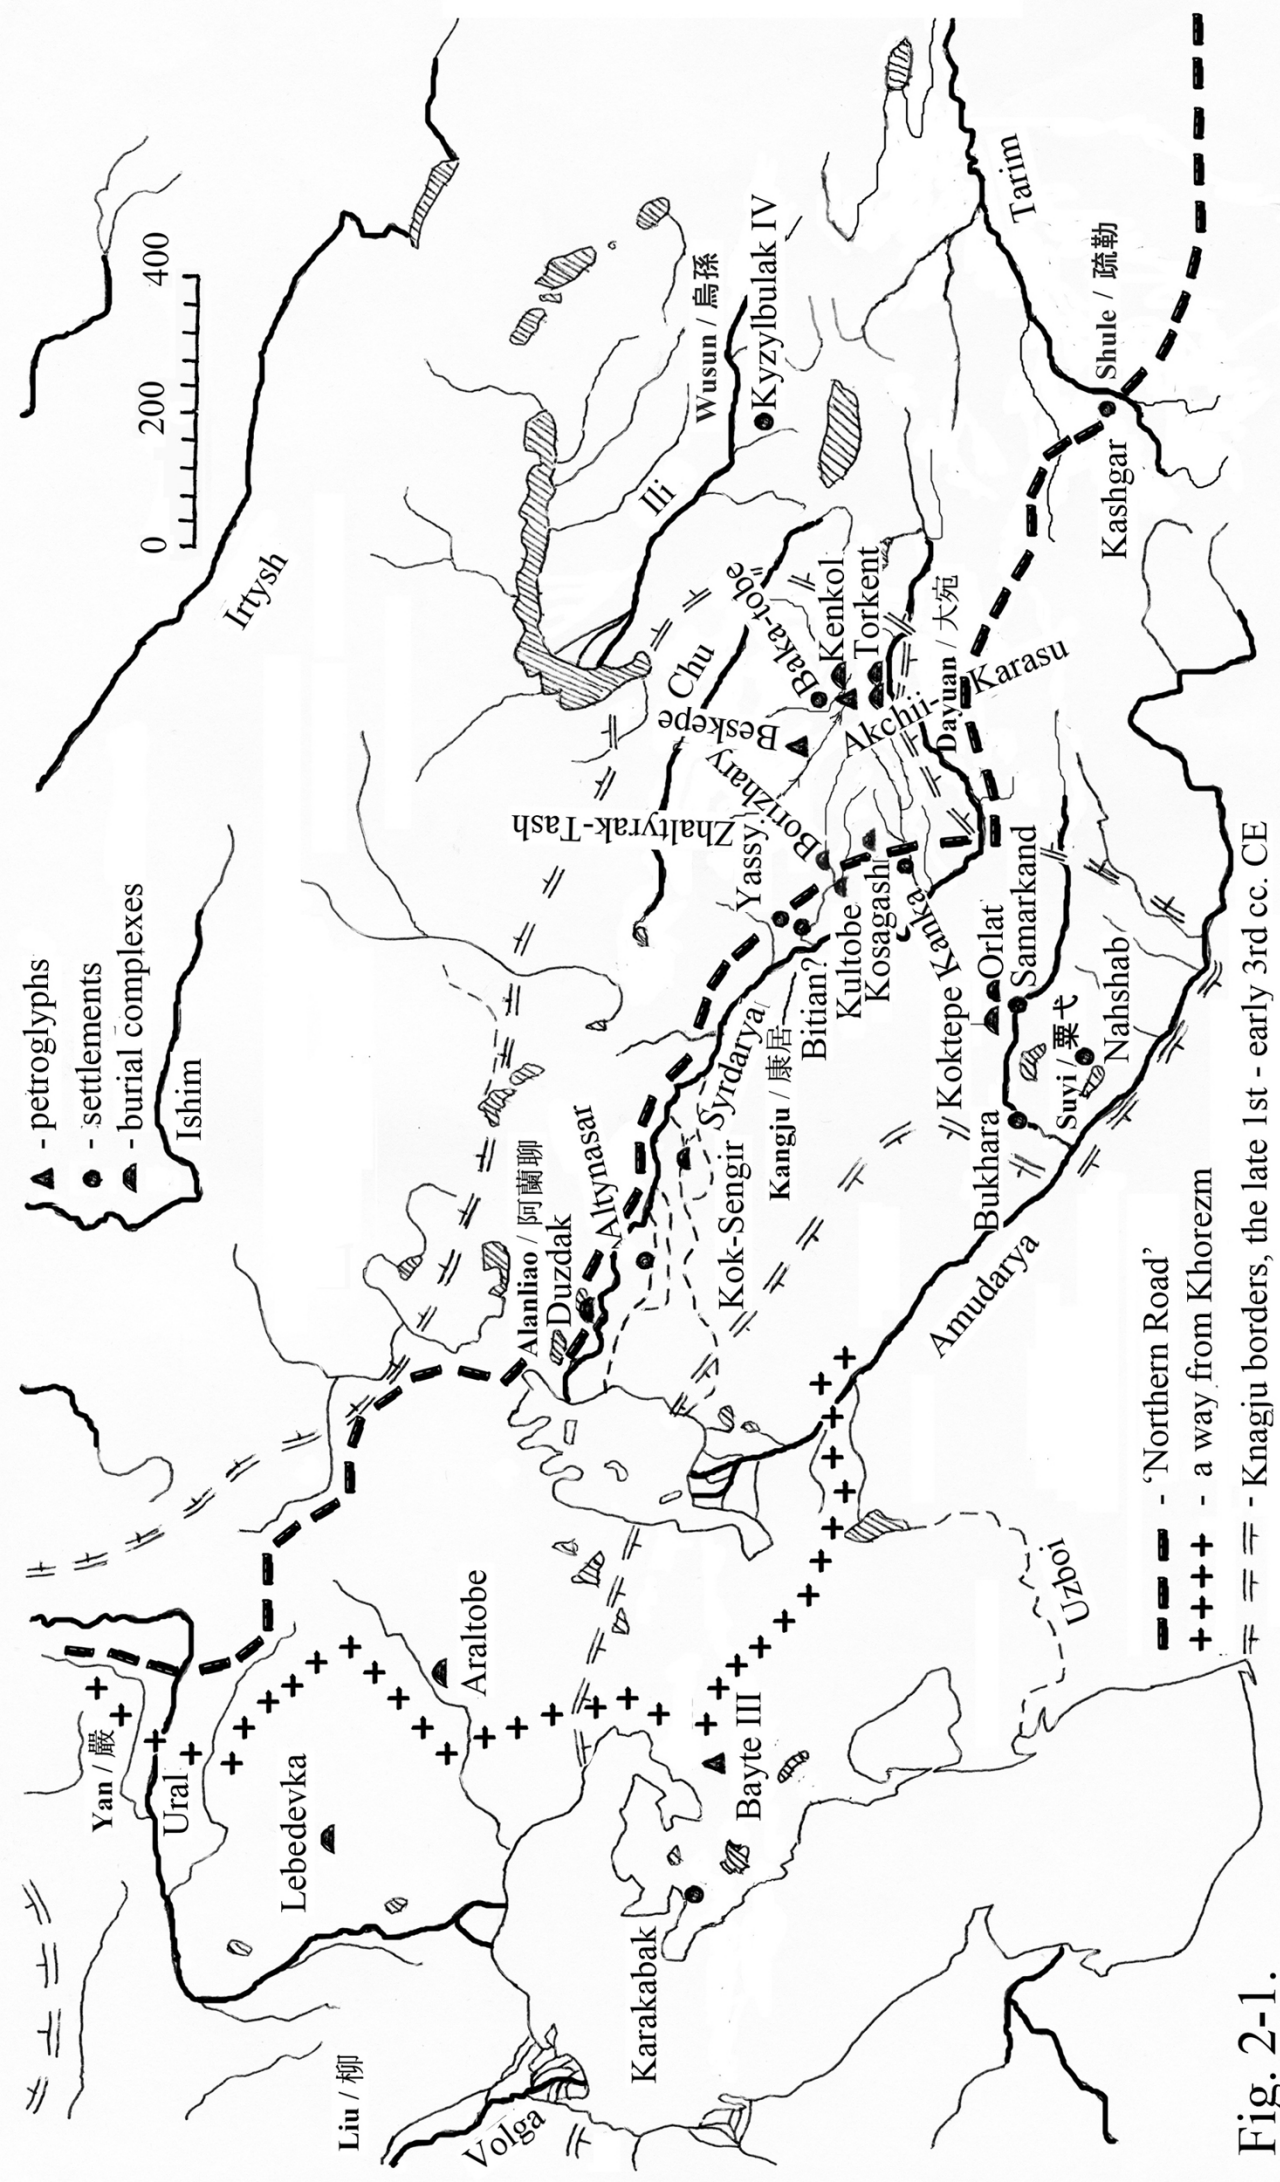 ▲ - petroglyphs
● - settlements
- burial complexes
0 200 400
Irtysh
Ishim
Yan / 嚴
Ural
Lebedevka
Liu / 柳
Volga
Araltobe
Karakabak
Bayte III
Uzboi
Alanliao / 阿蘭聊
Duzdak
Altynasar
Kok-Sengir
Syrdarya
Kangju / 康居
Bitian?
Kultobe
Kosagash
Kanka
Koktepe
Orlat
Samarkand
Bukhara
Suyi / 粟弋
Nahshab
Amudarya
Yassy
Borizhary
Zhaltyrak-Tash
Beskepe
Chu
Baka-tobe
Kenkol
Torkent
Akchii-Karasu
Dayuan / 大宛
Ili
Wusun / 烏孫
Kyzylbulak IV
Tarim
Shule / 疏勒
Kashgar
- ‘Northern Road’
++++ - a way from Khorezm
- Knagju borders, the late 1st - early 3rd cc. CE
Fig. 2-1.